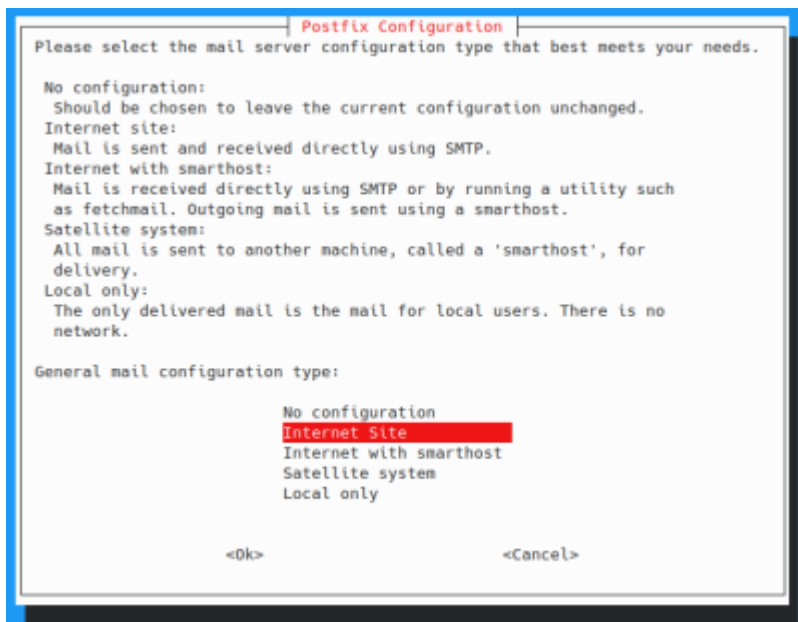 Postfix Configuration
Please select the mail server configuration type that best meets your needs.
No configuration:
Should be chosen to leave the current configuration unchanged.
Internet site:
Mail is sent and received directly using SMTP.
Internet with smarthost:
Mail is received directly using SMTP or by running a utility such
as fetchmail. Outgoing mail is sent using a smarthost.
Satellite system:
All mail is sent to another machine, called a 'smarthost', for
delivery.
Local only:
The only delivered mail is the mail for local users. There is no
network.
General mail configuration type:
No configuration
Internet Site
Internet with smarthost
Satellite system
Local only
<Ok> <Cancel>